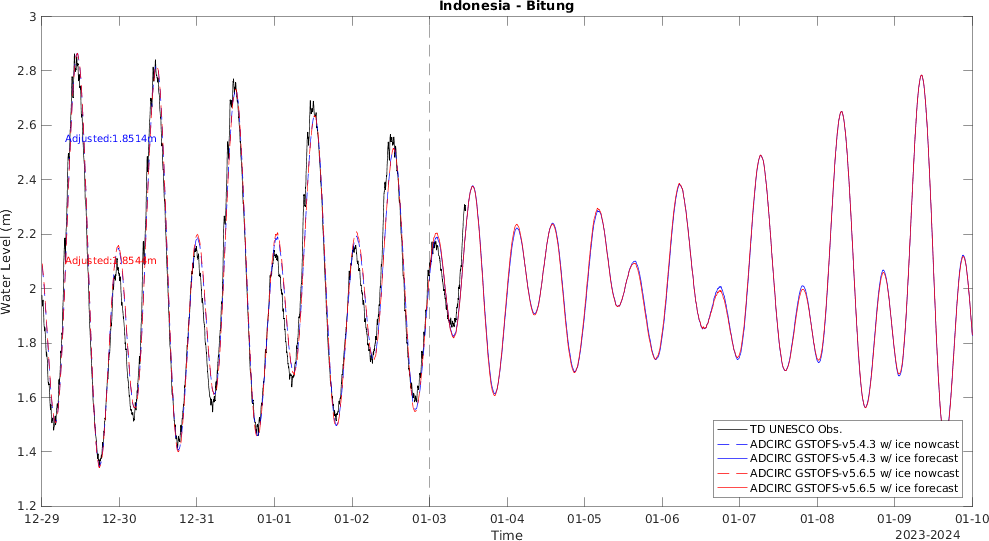 Indonesia - Bitung
Water Level (m)
3
2.8
2.6
2.4
2.2
2
1.8
1.6
1.4
1.2
Adjusted:1.8514m
Adjusted:1.8544m
TD UNESCO Obs.
ADCIRC GSTOFS-v5.4.3 w/ ice nowcast
ADCIRC GSTOFS-v5.4.3 w/ ice forecast
ADCIRC GSTOFS-v5.6.5 w/ ice nowcast
ADCIRC GSTOFS-v5.6.5 w/ ice forecast
12-29 12-30 12-31 01-01 01-02 01-03 01-04 01-05 01-06 01-07 01-08 01-09 01-10
Time
2023-2024